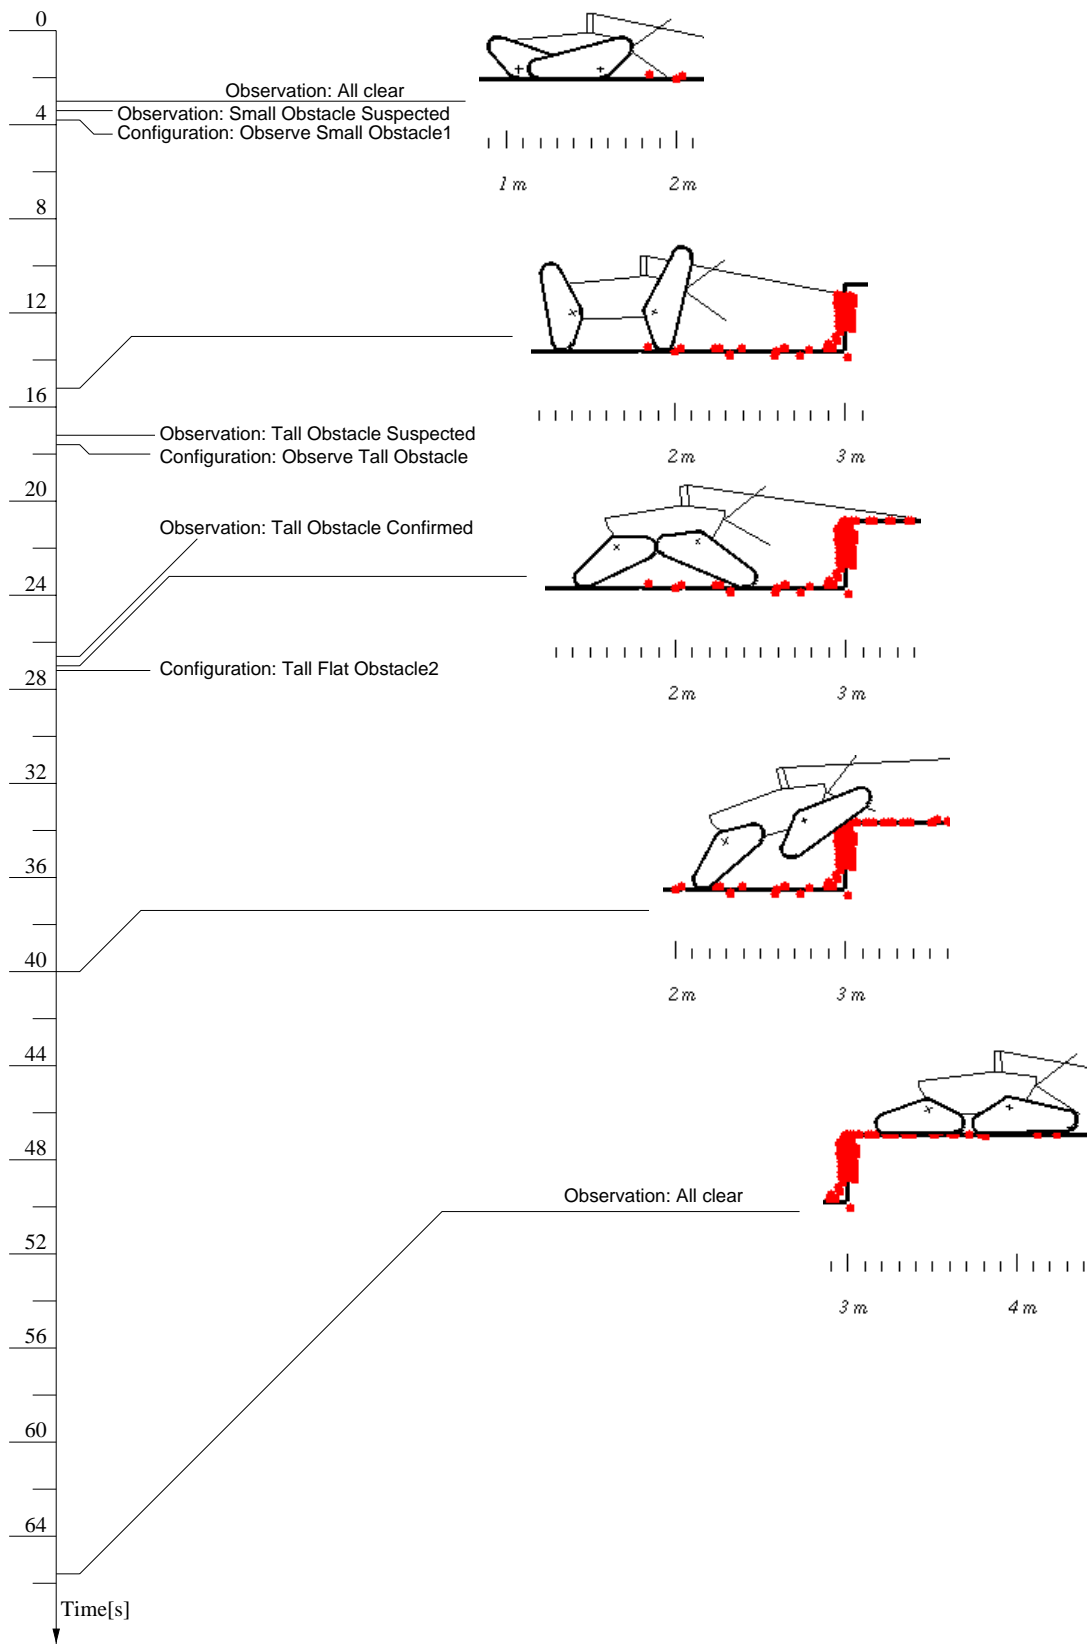 0
Observation: All clear
Observation: Small Obstacle Suspected
4
Configuration: Observe Small Obstacle1
1 m
2 m
8
12
16
Observation: Tall Obstacle Suspected
Configuration: Observe Tall Obstacle
2 m
3 m
20
Observation: Tall Obstacle Confirmed
24
Configuration: Tall Flat Obstacle2
28
2 m
3 m
32
36
40
2 m
3 m
44
48
Observation: All clear
52
3 m
4 m
56
60
64
Time[s]